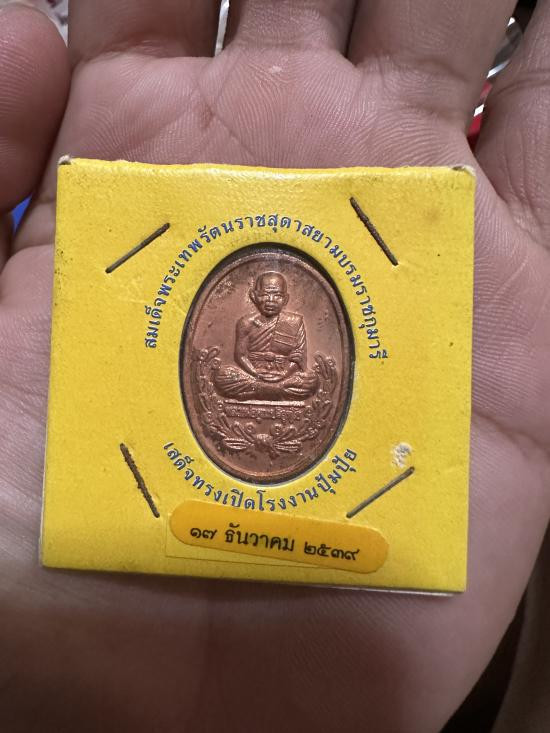 สมเด็จพระเทพรัตนราชสุดาสยามบรมราชกุมารี
เสด็จทรงเปิดโรงงานปุ้มปุ้ย
๑๗ ธันวาคม ๒๕๓๙